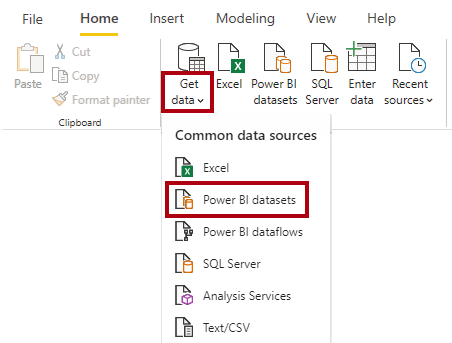 File Home Insert Modeling View Help
Paste
Cut
Copy
Format painter
Clipboard
Get data
Excel
Power BI datasets
SQL Server
Enter data
Recent sources
Common data sources
Excel
Power BI datasets
Power BI dataflows
SQL Server
Analysis Services
Text/CSV